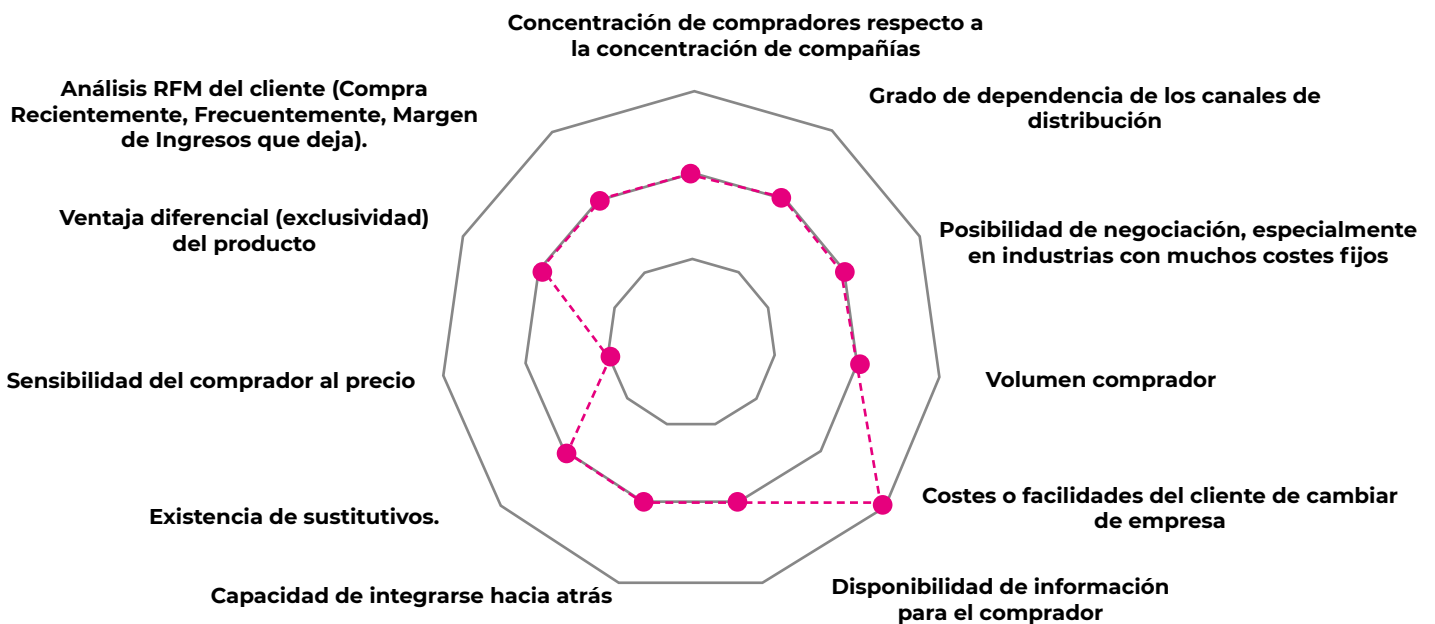 Concentración de compradores respecto a
la concentración de compañías
Análisis RFM del cliente (Compra
Recientemente, Frecuentemente, Margen
de Ingresos que deja).
Grado de dependencia de los canales de
distribución
Ventaja diferencial (exclusividad)
del producto
Posibilidad de negociación, especialmente
en industrias con muchos costes fijos
Sensibilidad del comprador al precio
Volumen comprador
Existencia de sustitutivos.
Costes o facilidades del cliente de cambiar
de empresa
Capacidad de integrarse hacia atrás
Disponibilidad de información
para el comprador